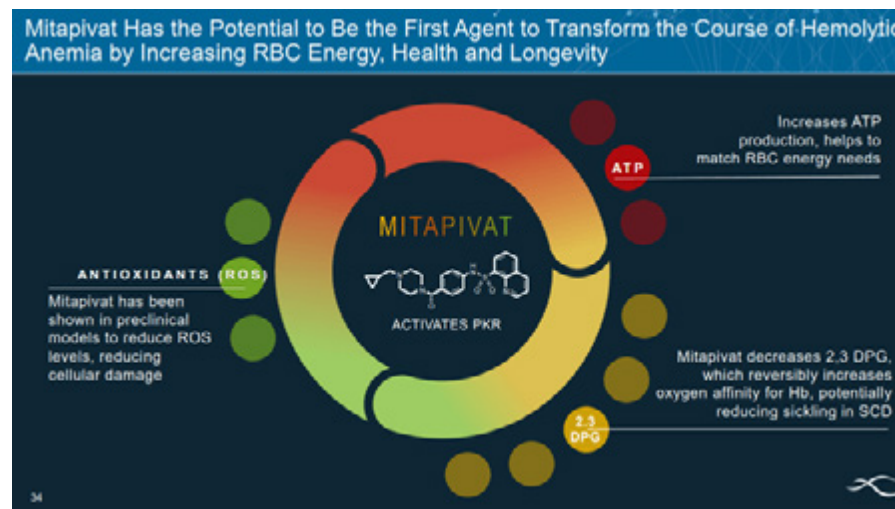 Mitapivat Has the Potential to Be the First Agent to Transform the Course of Hemolytic
Anemia by Increasing RBC Energy, Health and Longevity
Increases ATP
production, helps to
match RBC energy needs
ATP
MITAPIVAT
ACTIVATES PKR
ANTIOXIDANTS (ROS)
Mitapivat has been
shown in preclinical
models to reduce ROS
levels, reducing
cellular damage
Mitapivat decreases 2,3 DPG,
which reversibly increases
oxygen affinity for Hb, potentially
reducing sickling in SCD
2.3
DPG
34